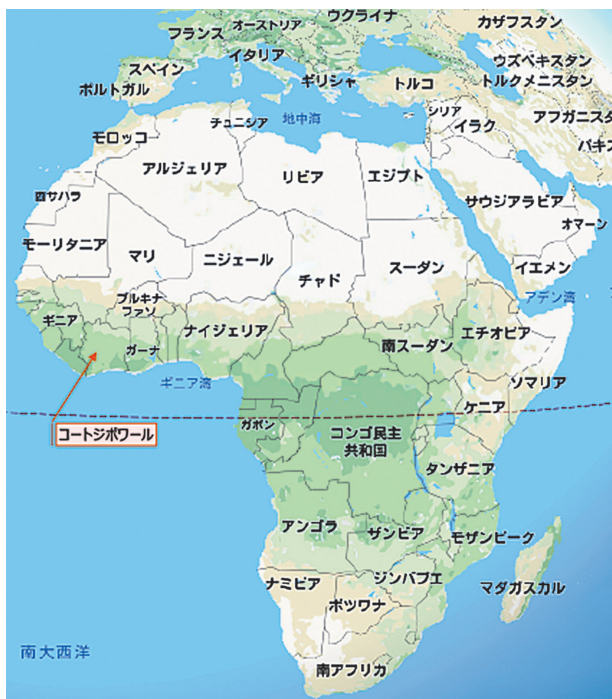 ウクライナ
カザフスタン
オーストリア
フランス
イタリア
ウズベキスタン
スペイン
ギリシャ
トルコ
トルクメニスタン
ポルトガル
シリア
アフガニスタ
チュニジア
地中海
イラク
モロッコ
パキス
アルジェリア
リビア
エジプト
西サハラ
サウジアラビア
オマーン
モーリタニア
マリ
ニジェール
チャド
スーダン
イエメン
アデン湾
ブルキナ
ファソ
ギニア
ナイジェリア
エチオピア
ガーナ
南スーダン
ギニア湾
ソマリア
ケニア
ガボン
コートジボワール
コンゴ民主
共和国
タンザニア
アンゴラ
ザンビア
モザンビーク
ナミビア
ジンバブエ
マダガスカル
ボツワナ
南大西洋
南アフリカ